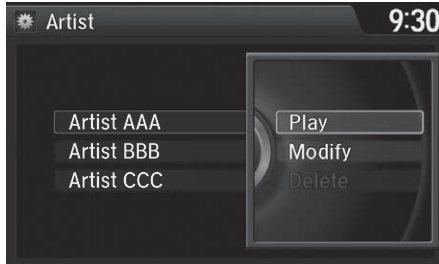 Artist
9:30
Artist AAA
Play
Artist BBB
Modify
Artist CCC
Delete